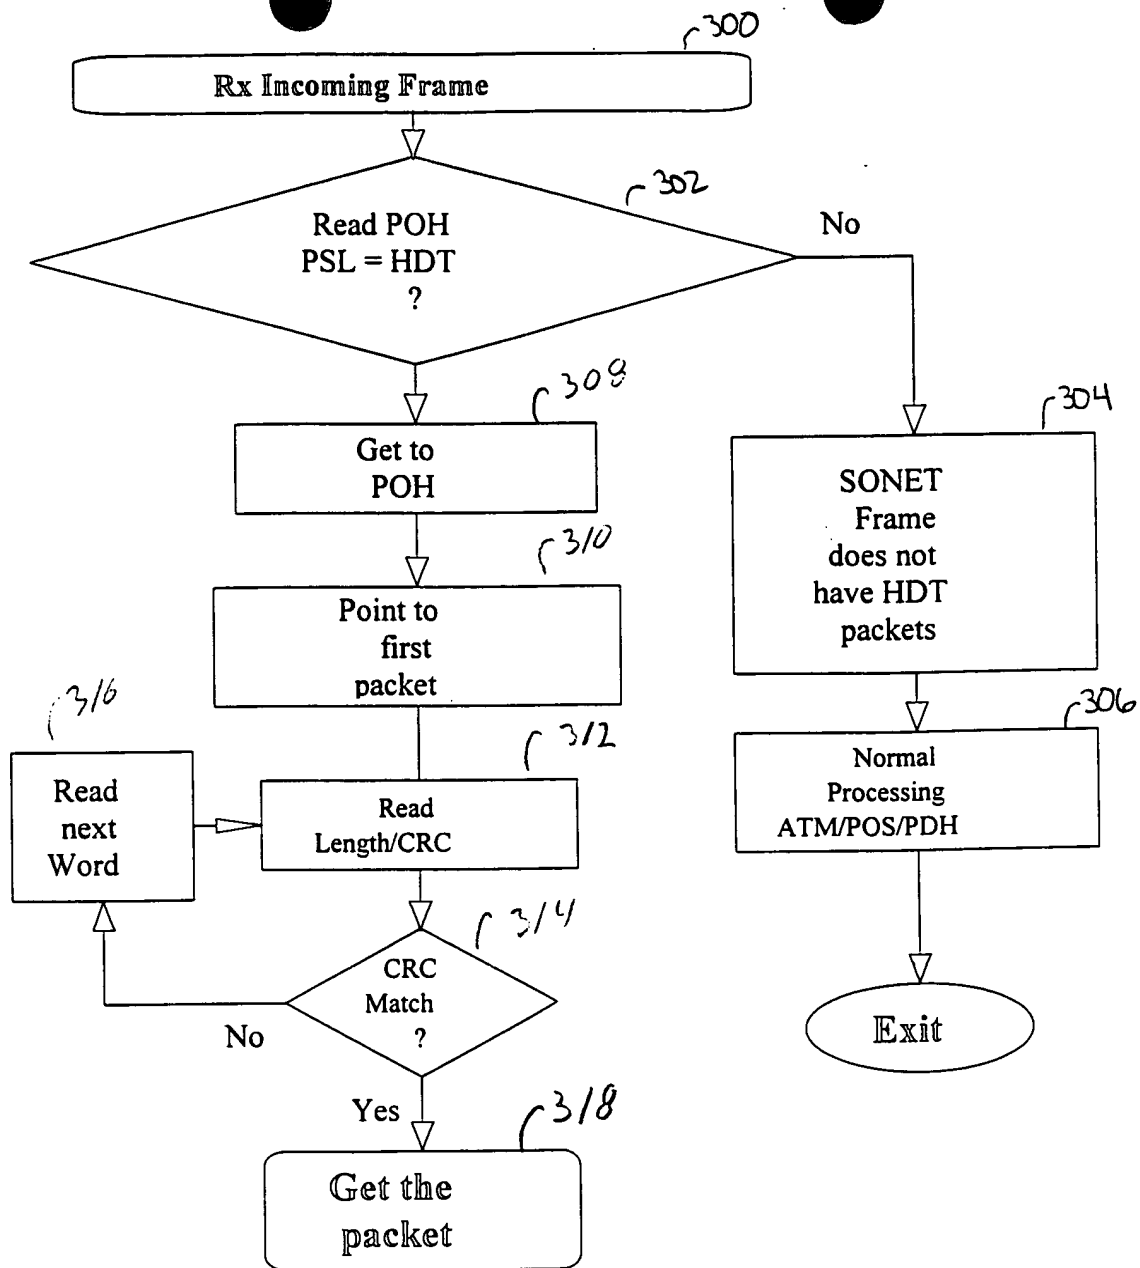 300
Rx Incoming Frame
302
Read POH
PSL = HDT
?
No
308
Get to
POH
304
SONET
Frame
does not
have HDT
packets
310
Point to
first
packet
306
Normal
Processing
ATM/POS/PDH
316
Read
next
Word
312
Read
Length/CRC
314
CRC
Match
?
No
Exit
Yes
318
Get the
packet